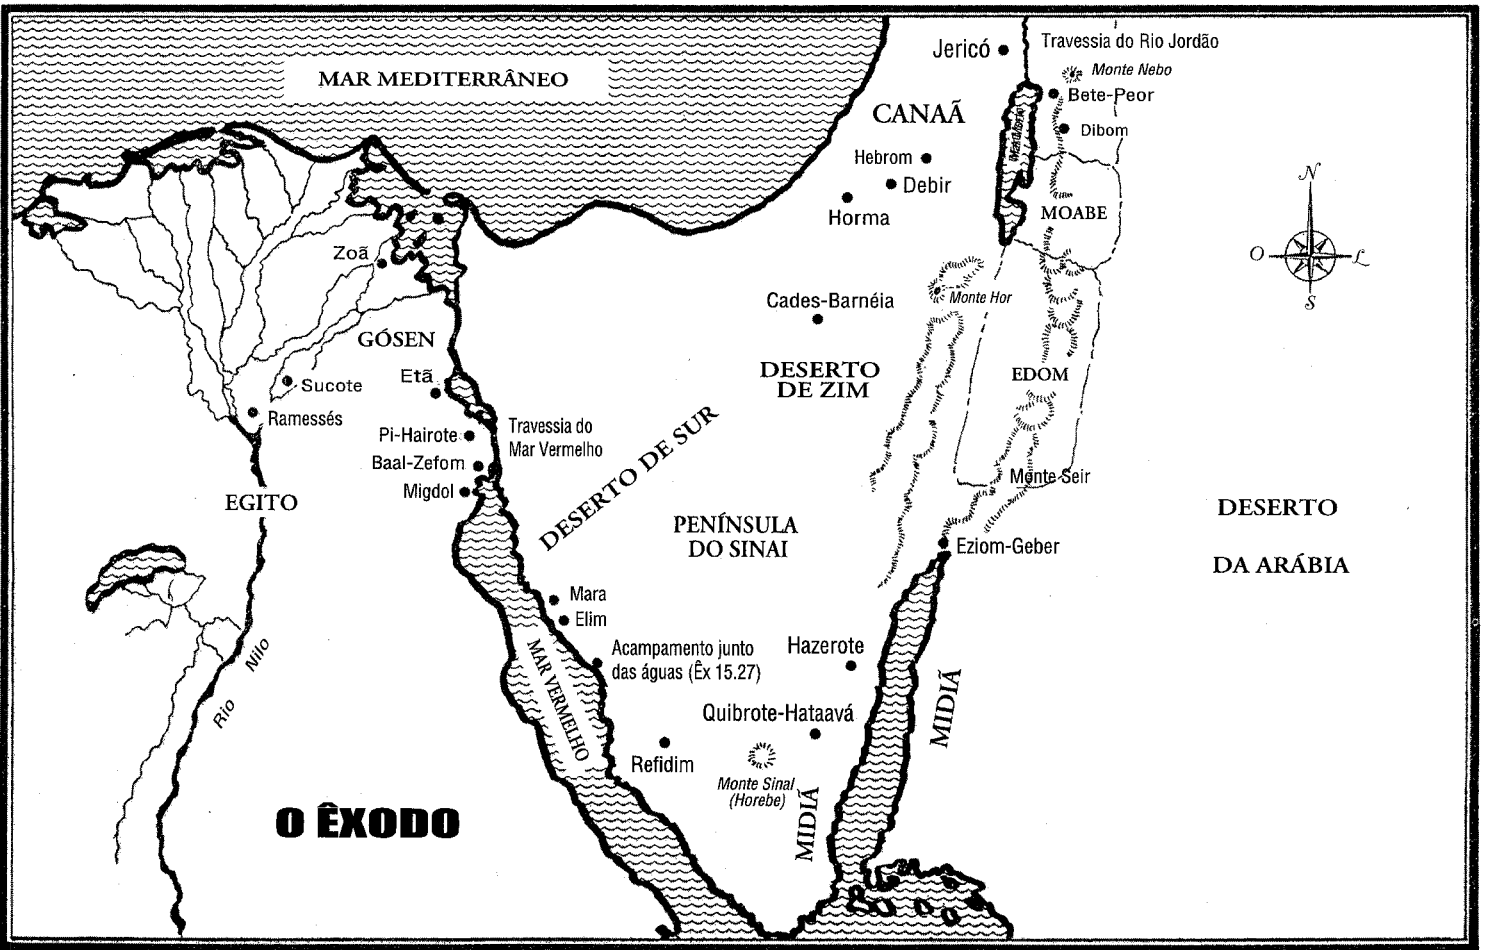 MAR MEDITERRÂNEO
Jericó
Travessia do Rio Jordão
Monte Nebo
Bete-Peor
CANAÃ
Dibom
Mar Morto
Hebrom
Debir
Horma
MOABE
N
O
L
S
Zoã
Monte Hor
Cades-Barnéia
GÓSEN
DESERTO
DE ZIM
EDOM
Etã
Sucote
Ramessés
Travessia do
Mar Vermelho
Pi-Hairote
Baal-Zefom
Migdol
DESERTO DE SUR
Monte Seir
EGITO
PENÍNSULA
DO SINAI
DESERTO
DA ARÁBIA
Eziom-Geber
Mara
Elim
Acampamento junto
das águas (Êx 15.27)
Hazerote
Rio Nilo
MAR VERMELHO
MIDIÃ
Quibrote-Hataavá
Refidim
Monte Sinal
(Horebe)
MIDIÃ
O ÊXODO